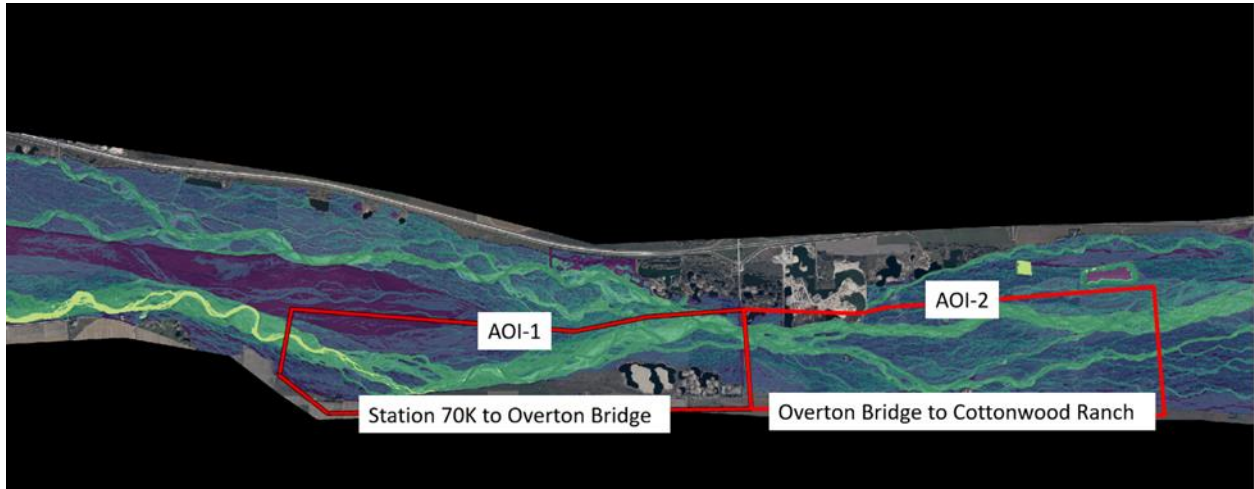 AOI-1
AOI-2
Station 70K to Overton Bridge
Overton Bridge to Cottonwood Ranch